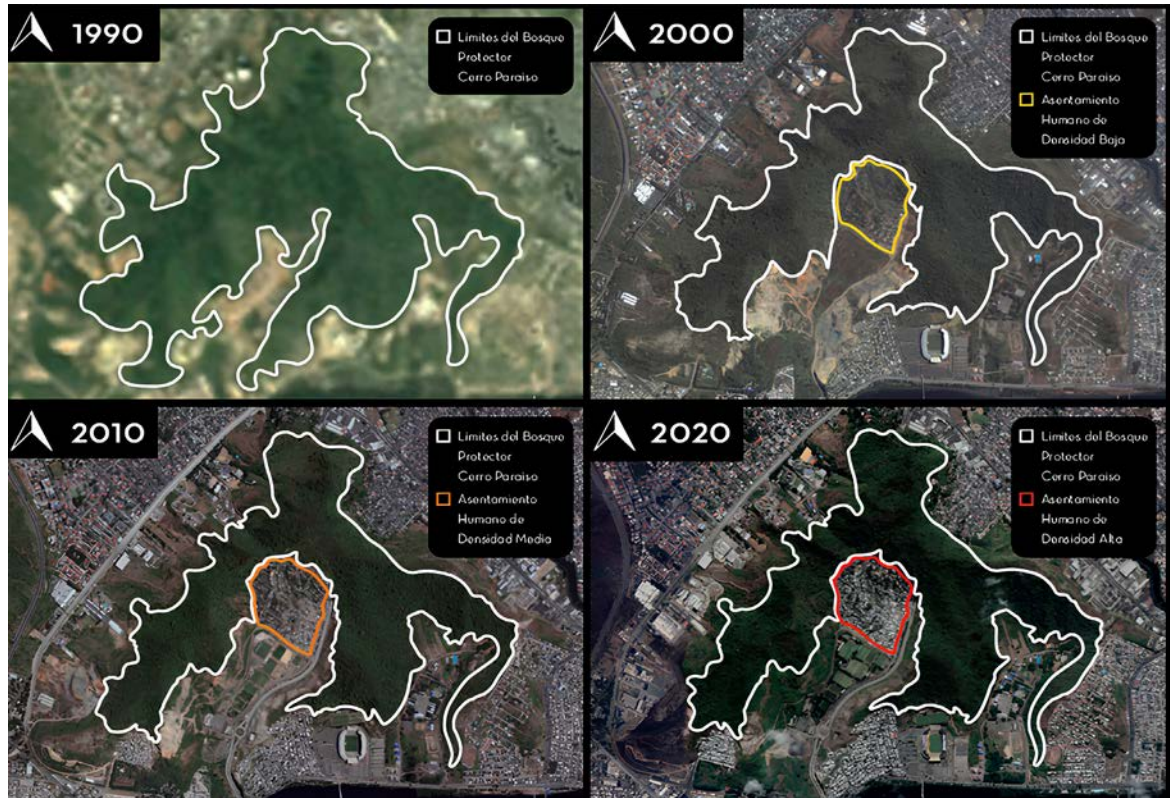 1990
Limites del Bosque
Protector
Cerro Paraiso
2000
Limites del Bosque
Protector
Cerro Paraiso
Asentamiento
Humano de
Densidad Baja
2010
Limites del Bosque
Protector
Cerro Paraiso
Asentamiento
Humano de
Densidad Media
2020
Limites del Bosque
Protector
Cerro Paraiso
Asentamiento
Humano de
Densidad Alta